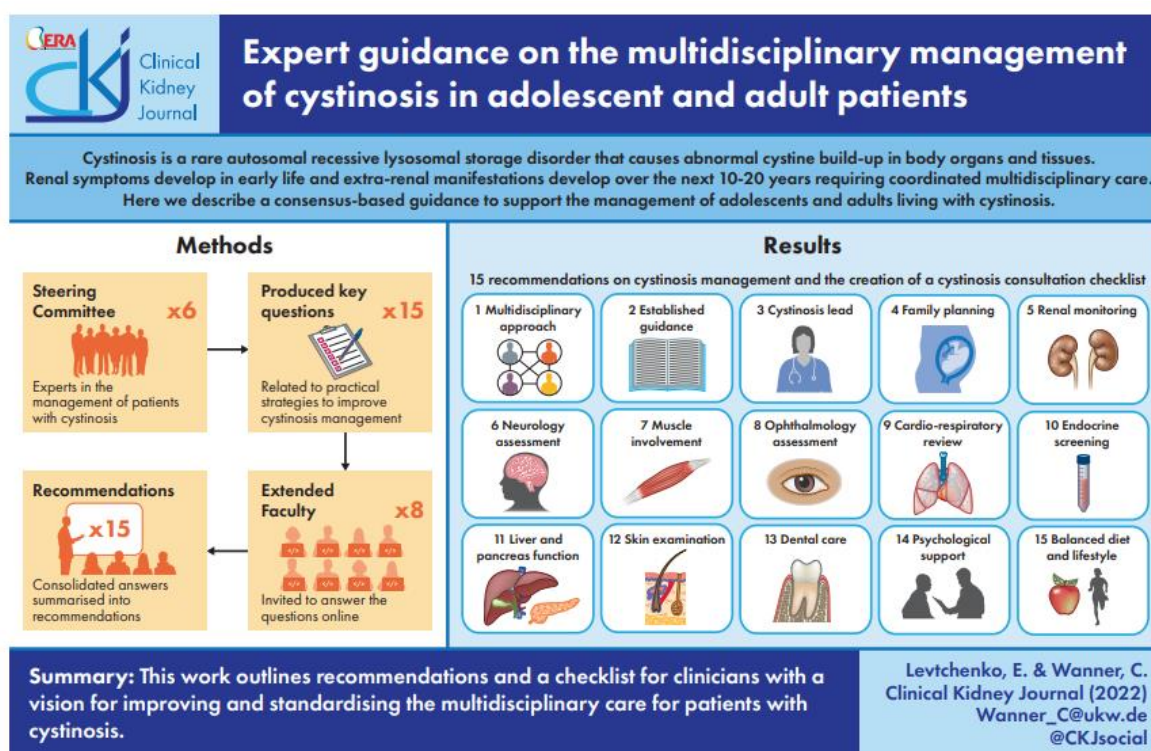 ERA
ckj
Clinical
Kidney
Journal
Expert guidance on the multidisciplinary management
of cystinosis in adolescent and adult patients
Cystinosis is a rare autosomal recessive lysosomal storage disorder that causes abnormal cystine build-up in body organs and tissues.
Renal symptoms develop in early life and extra-renal manifestations develop over the next 10-20 years requiring coordinated multidisciplinary care.
Here we describe a consensus-based guidance to support the management of adolescents and adults living with cystinosis.
Methods
Steering
Committee
x6
Experts in the
management of patients
with cystinosis
Produced key
questions
x15
Related to practical
strategies to improve
cystinosis management
Extended
Faculty
x8
Invited to answer the
questions online
Recommendations
x15
Consolidated answers
summarised into
recommendations
Results
15 recommendations on cystinosis management and the creation of a cystinosis consultation checklist
1 Multidisciplinary
approach
2 Established
guidance
3 Cystinosis lead
4 Family planning
5 Renal monitoring
6 Neurology
assessment
7 Muscle
involvement
8 Ophthalmology
assessment
9 Cardio-respiratory
review
10 Endocrine
screening
11 Liver and
pancreas function
12 Skin examination
13 Dental care
14 Psychological
support
15 Balanced diet
and lifestyle
Summary: This work outlines recommendations and a checklist for clinicians with a
vision for improving and standardising the multidisciplinary care for patients with
cystinosis.
Levtchenko, E. & Wanner, C.
Clinical Kidney Journal (2022)
Wanner_C@ukw.de
@CKJsocial